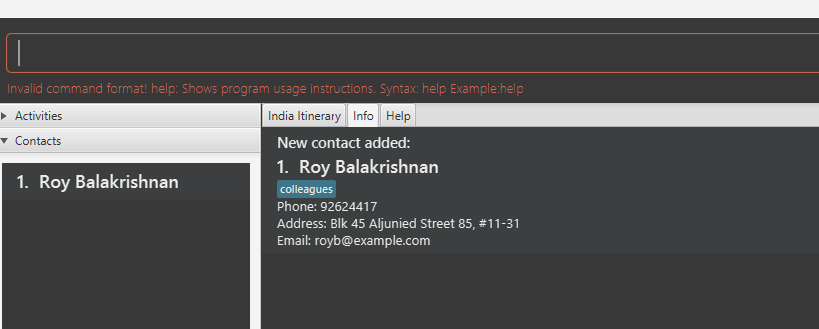 Invalid command format! help: Shows program usage instructions. Syntax: help Example:help
Activities
Contacts
1. Roy Balakrishnan
India Itinerary Info Help
New contact added:
1. Roy Balakrishnan
colleagues
Phone: 92624417
Address: Blk 45 Aljunied Street 85, #11-31
Email: royb@example.com